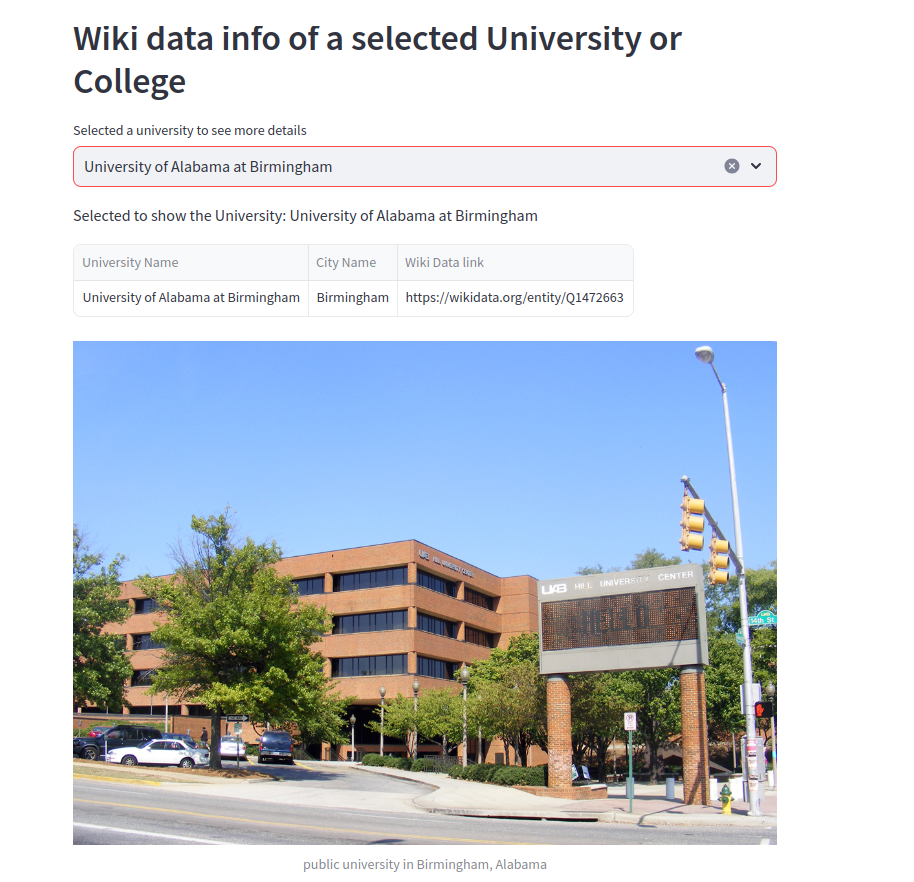 Wiki data info of a selected University or
College
Selected a university to see more details
University of Alabama at Birmingham
Selected to show the University: University of Alabama at Birmingham
University Name City Name Wiki Data link
University of Alabama at Birmingham Birmingham https://wikidata.org/entity/Q1472663
UAB HILL UNIVERSITY CENTER
14th St
public university in Birmingham, Alabama